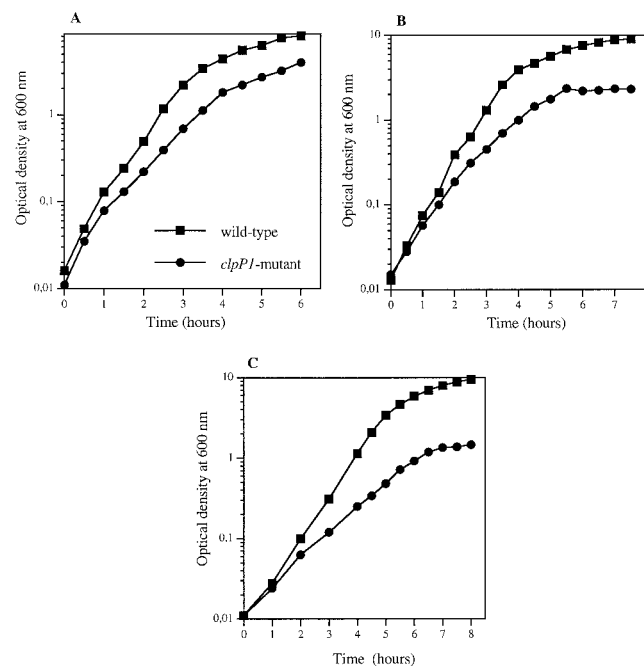 A
Optical density at 600 nm
1
0.1
0,01
wild-type
clpP1-mutant
0 1 2 3 4 5 6
Time (hours)
B
Optical density at 600 nm
10
1
0.1
0,01
0 1 2 3 4 5 6 7
Time (hours)
C
Optical density at 600 nm
10
1
0.1
0,01
0 1 2 3 4 5 6 7 8
Time (hours)